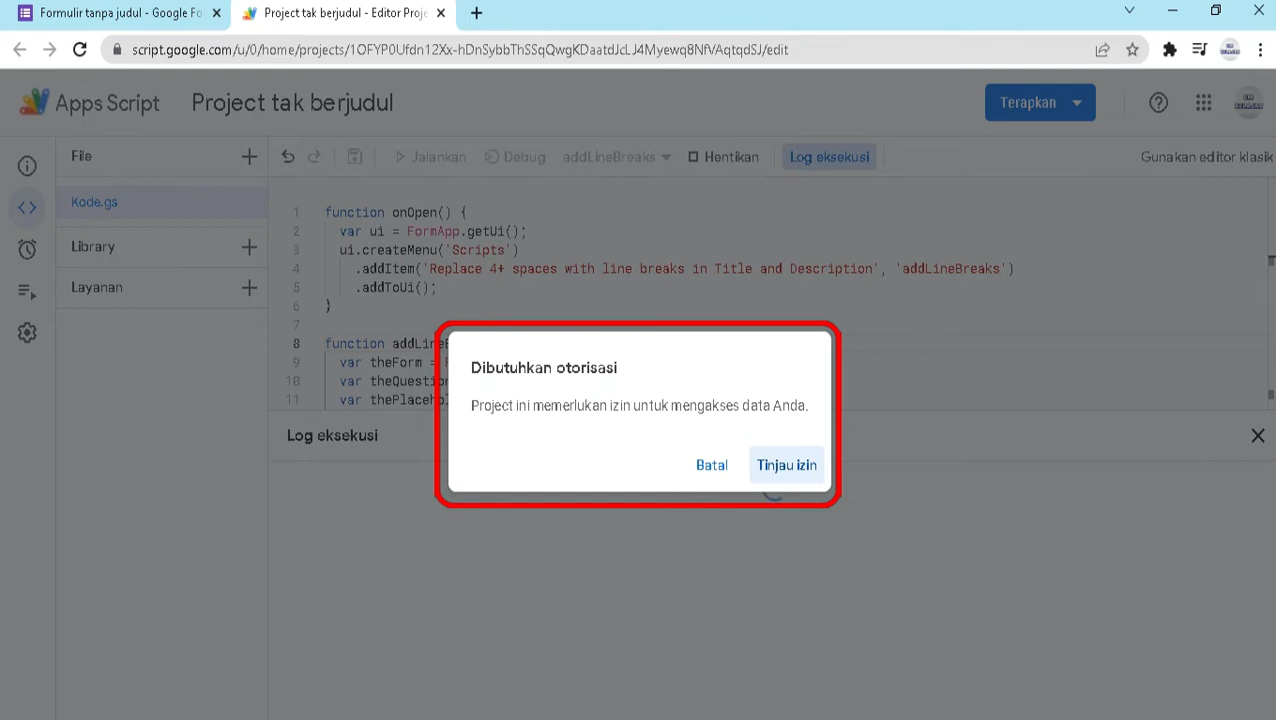 Formulir tanpa judul - Google Fo
Project tak berjudul - Editor Proje
script.google.com/u/0/home/projects/1OFYP0Ufdn12Xx-hDnSybbThSSqQwgKDaatdJcLJ4Myewq8NfVAqtqdSJ/edit
Apps Script
Project tak berjudul
Terapkan
File
Jalankan
Debug
addLineBreaks
Hentikan
Log eksekusi
Gunakan editor klasik
Kode.gs
Library
Layanan
1 function onOpen() {
2 var ui = FormApp.getUi();
3 ui.createMenu('Scripts')
4 .addItem('Replace 4+ spaces with line breaks in Title and Description', 'addLineBreaks')
5 .addToUi();
6 }
7
8 function addLineB
9 var theForm =
10 var theQuestion
11 var thePlacehol
Dibutuhkan otorisasi
Project ini memerlukan izin untuk mengakses data Anda.
Batal
Tinjau izin
Log eksekusi